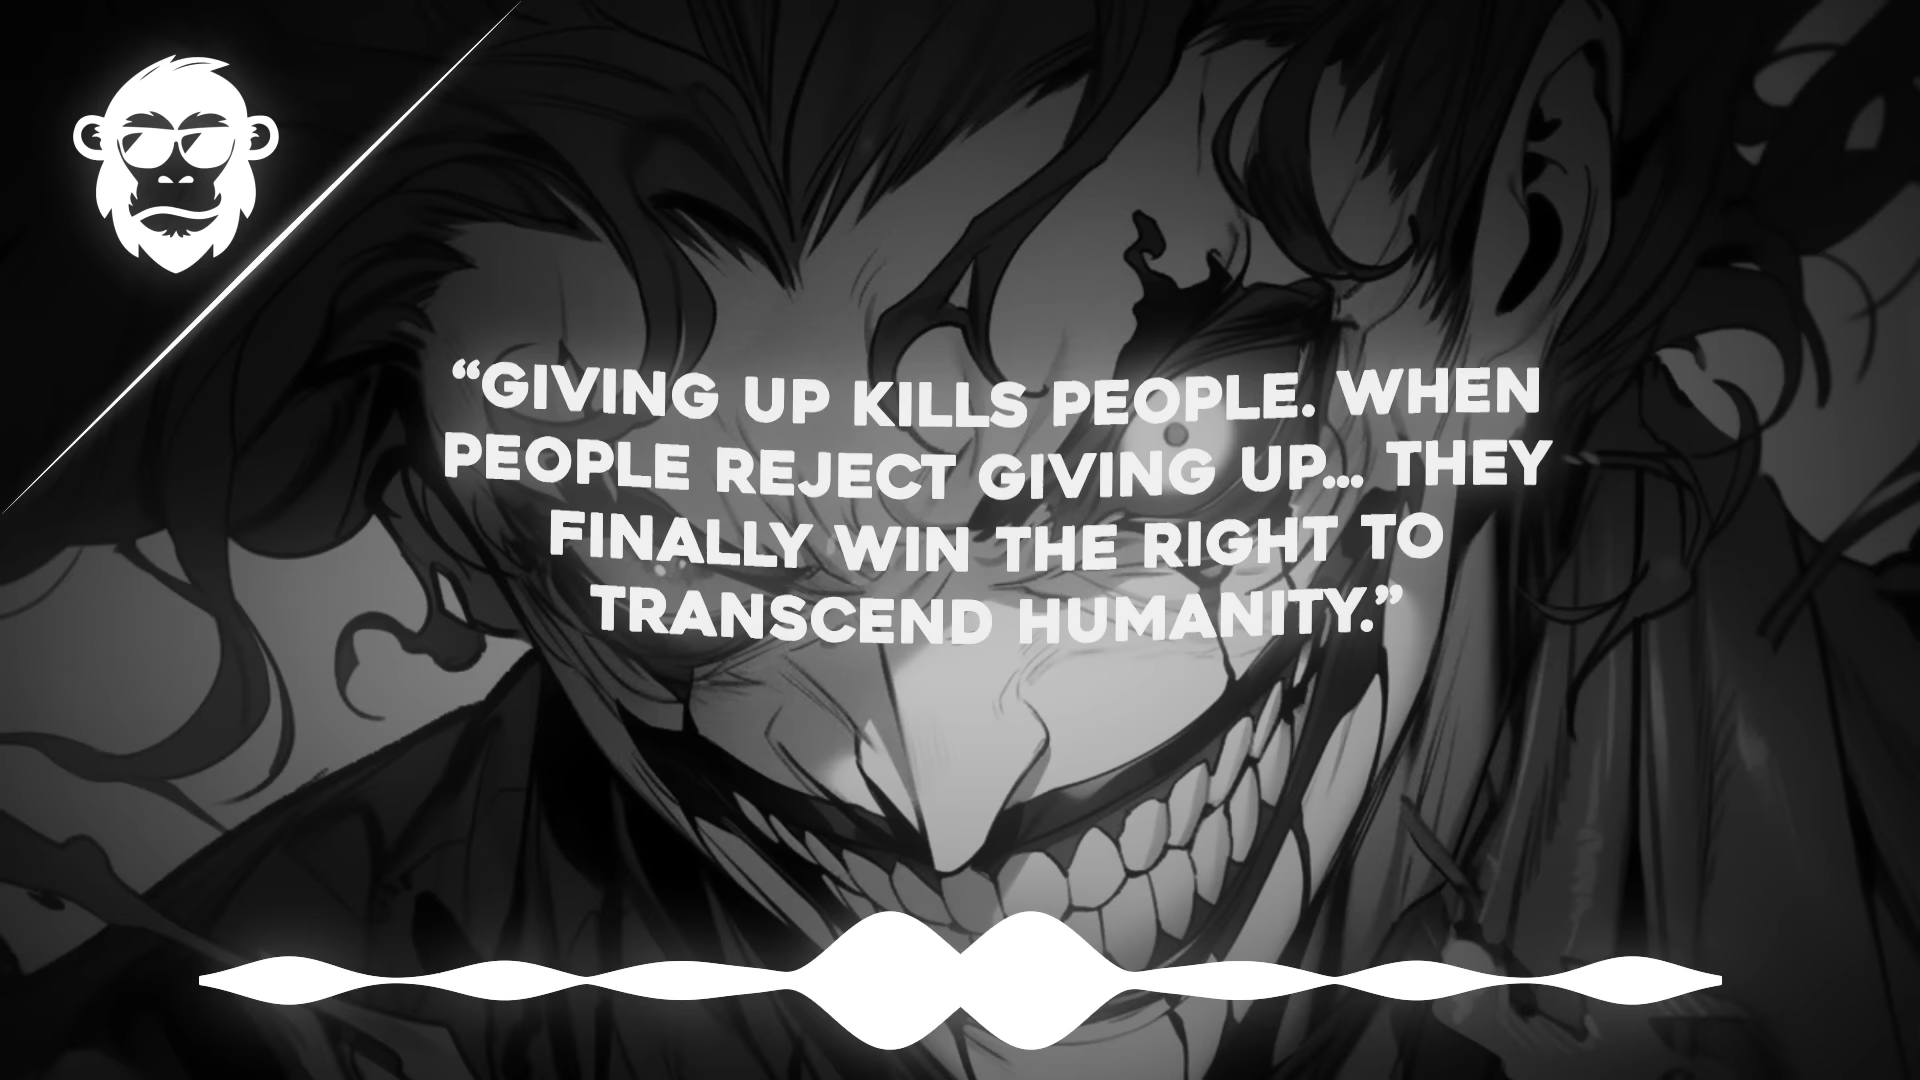 “GIVING UP KILLS PEOPLE. WHEN
PEOPLE REJECT GIVING UP... THEY
FINALLY WIN THE RIGHT TO
TRANSCEND HUMANITY.”